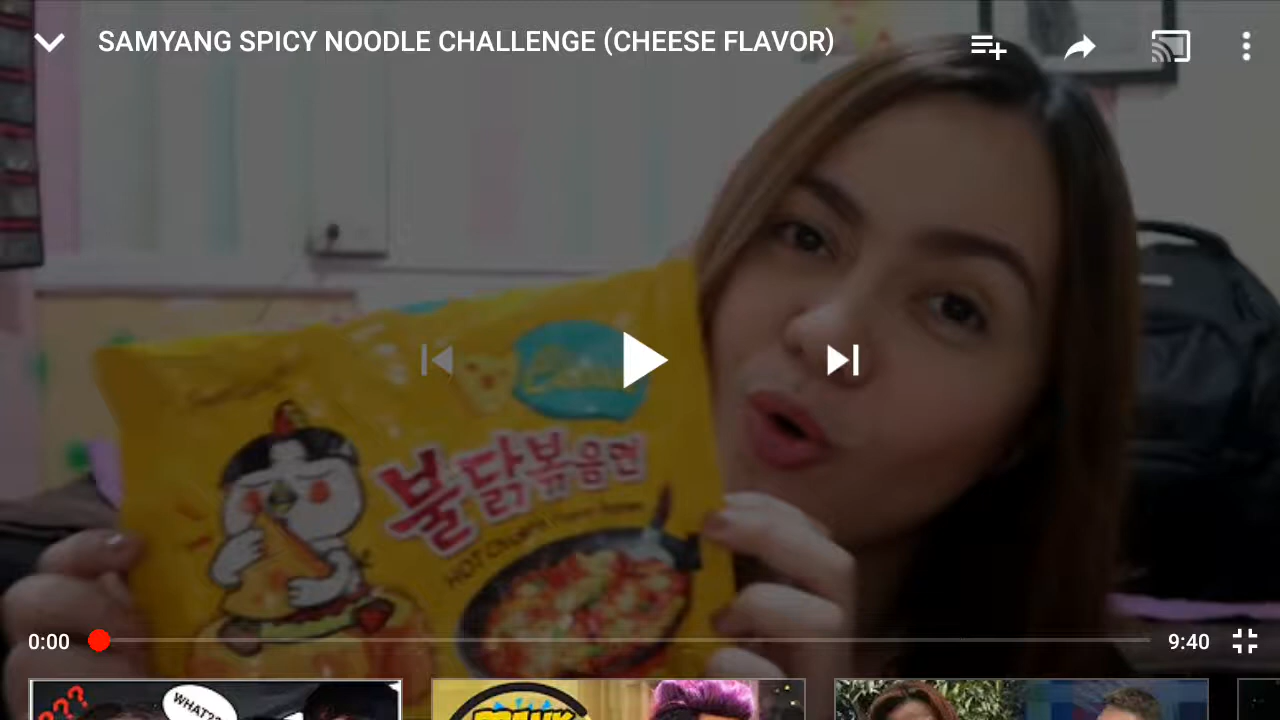 SAMYANG SPICY NOODLE CHALLENGE (CHEESE FLAVOR)
불닭볶음면
HOT Chicken Flavor Ramen
0:00
9:40
???
WHAT??
PRANK